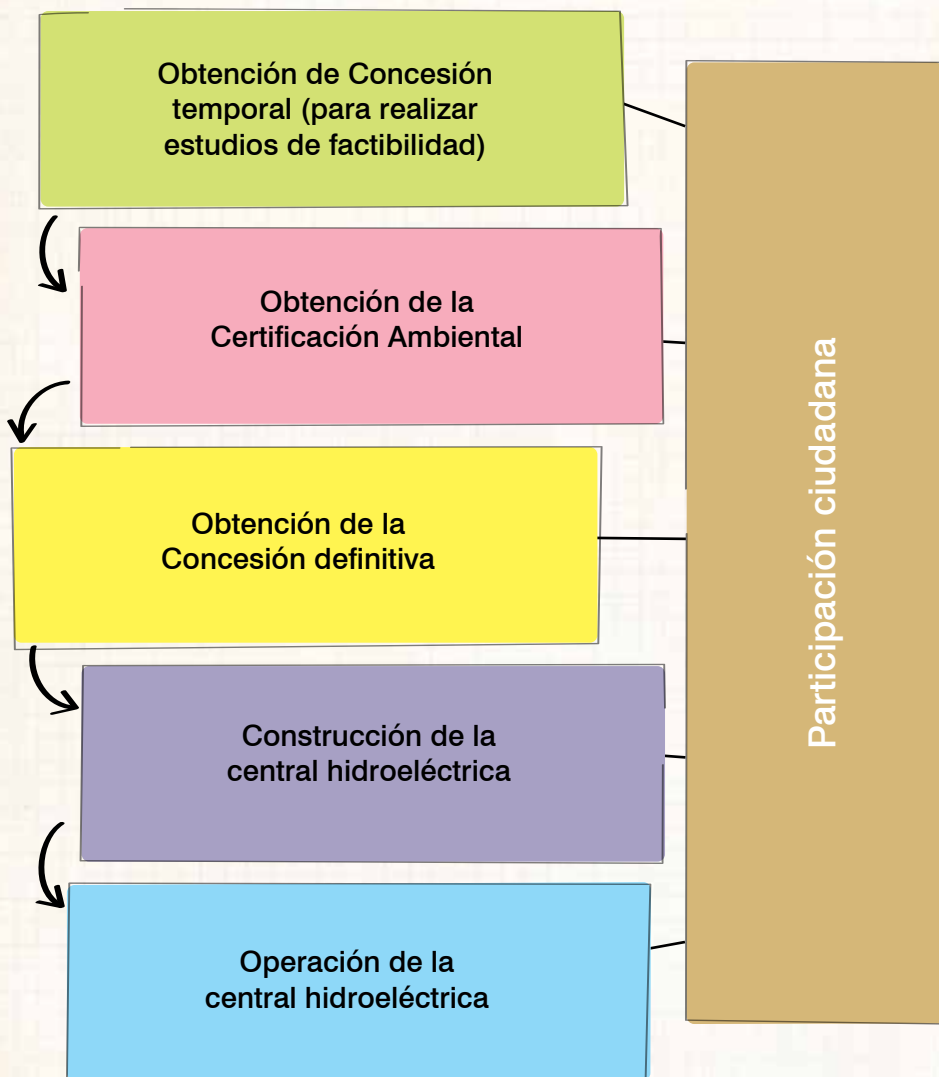 Obtención de Concesión
temporal (para realizar
estudios de factibilidad)
Obtención de la
Certificación Ambiental
Obtención de la
Concesión definitiva
Construcción de la
central hidroeléctrica
Operación de la
central hidroeléctrica
Participación ciudadana